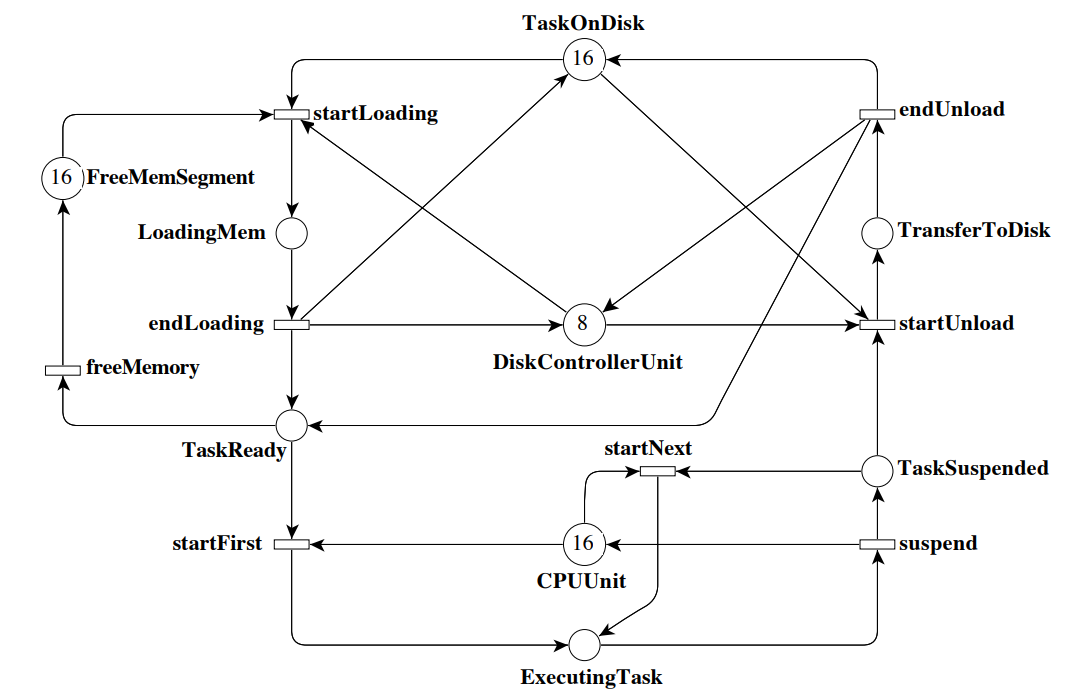 TaskOnDisk
16
startLoading
endUnload
16
FreeMemSegment
LoadingMem
TransferToDisk
endLoading
8
startUnload
DiskControllerUnit
freeMemory
TaskReady
startNext
TaskSuspended
startFirst
16
suspend
CPUUnit
ExecutingTask